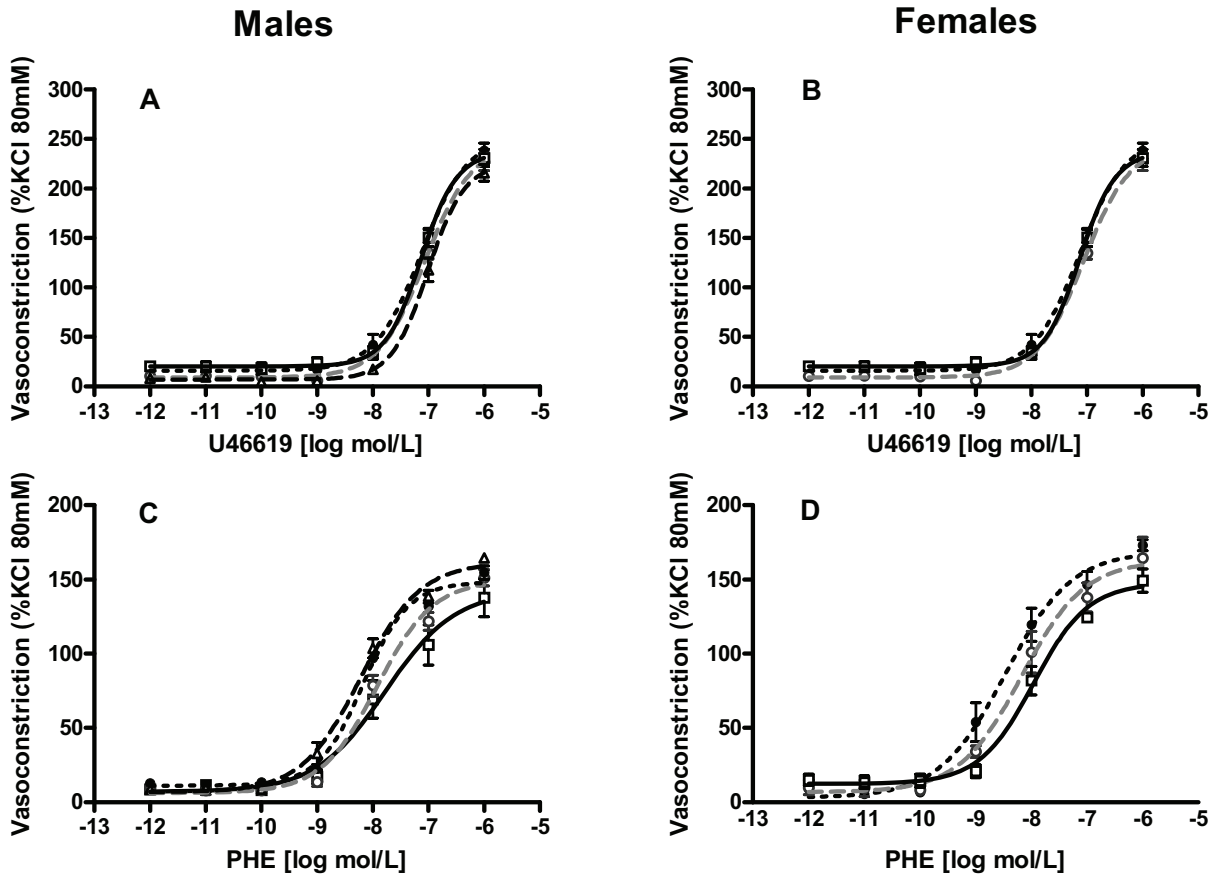 Males
Females
A
Vasoconstriction (%KCl 80mM)
300
250
200
150
100
50
0
-13 -12 -11 -10 -9 -8 -7 -6 -5
U46619 [log mol/L]
B
Vasoconstriction (%KCl 80mM)
300
250
200
150
100
50
0
-13 -12 -11 -10 -9 -8 -7 -6 -5
U46619 [log mol/L]
C
Vasoconstriction (%KCl 80mM)
200
150
100
50
0
-13 -12 -11 -10 -9 -8 -7 -6 -5
PHE [log mol/L]
D
Vasoconstriction (%KCl 80mM)
200
150
100
50
0
-13 -12 -11 -10 -9 -8 -7 -6 -5
PHE [log mol/L]